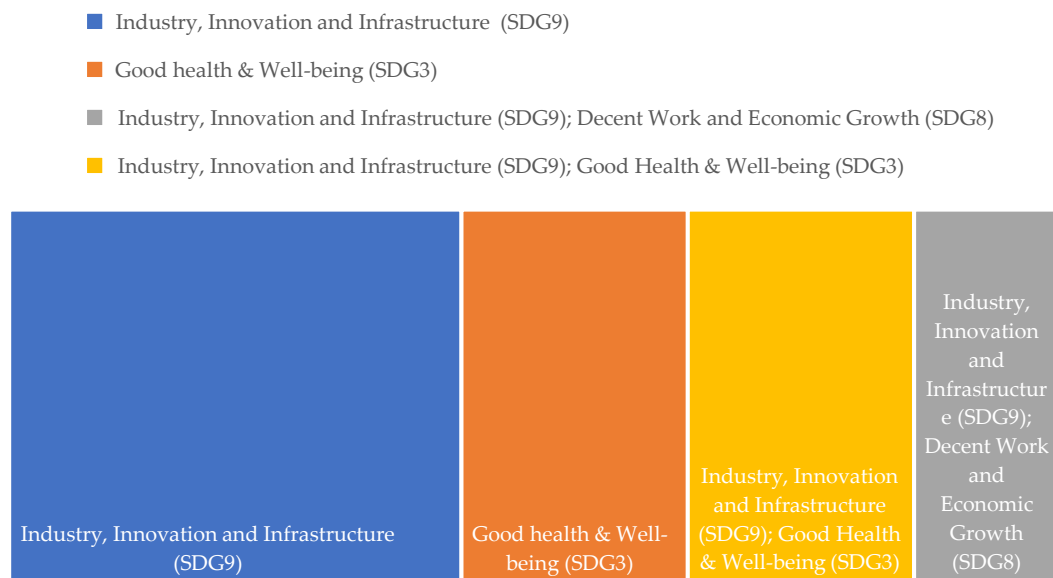 Industry, Innovation and Infrastructure (SDG9)
Good health & Well-being (SDG3)
Industry, Innovation and Infrastructure (SDG9); Decent Work and Economic Growth (SDG8)
Industry, Innovation and Infrastructure (SDG9); Good Health & Well-being (SDG3)
Industry, Innovation and Infrastructure
(SDG9)
Good health & Well-
being (SDG3)
Industry, Innovation
and Infrastructure
(SDG9); Good Health
& Well-being (SDG3)
Industry,
Innovation
and
Infrastructur
e (SDG9);
Decent Work
and
Economic
Growth
(SDG8)